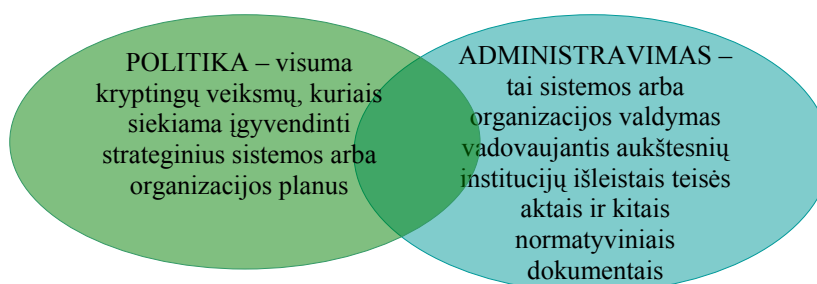 POLITIKA – visuma
kryptingų veiksmų, kuriais
siekiama įgyvendinti
strateginius sistemos arba
organizacijos planus
ADMINISTRAVIMAS –
tai sistemos arba
organizacijos valdymas
vadovaujantis aukštesnių
institucijų išleistais teisės
aktais ir kitais
normatyviniais
dokumentais